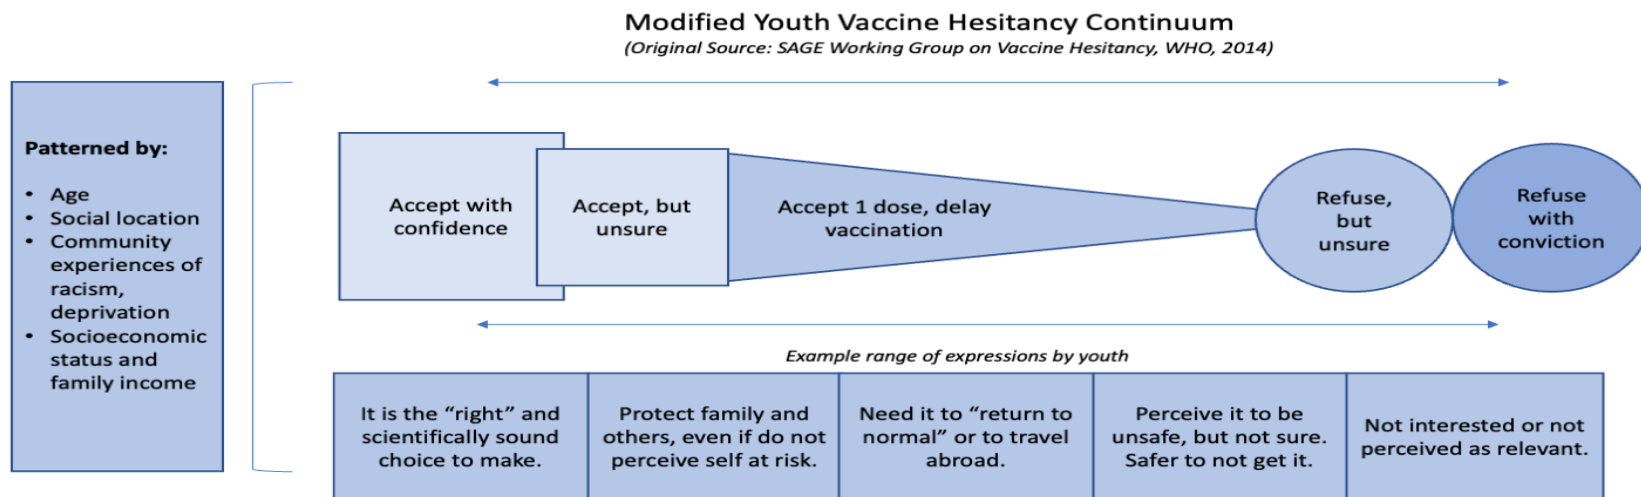 Modified Youth Vaccine Hesitancy Continuum
(Original Source: SAGE Working Group on Vaccine Hesitancy, WHO, 2014)
Patterned by:
• Age
• Social location
• Community
experiences of
racism,
deprivation
• Socioeconomic
status and
family income
Accept with
confidence
Accept, but
unsure
Accept 1 dose, delay
vaccination
Refuse,
but
unsure
Refuse
with
conviction
Example range of expressions by youth
It is the “right” and
scientifically sound
choice to make.
Protect family and
others, even if do not
perceive self at risk.
Need it to “return to
normal” or to travel
abroad.
Perceive it to be
unsafe, but not sure.
Safer to not get it.
Not interested or not
perceived as relevant.